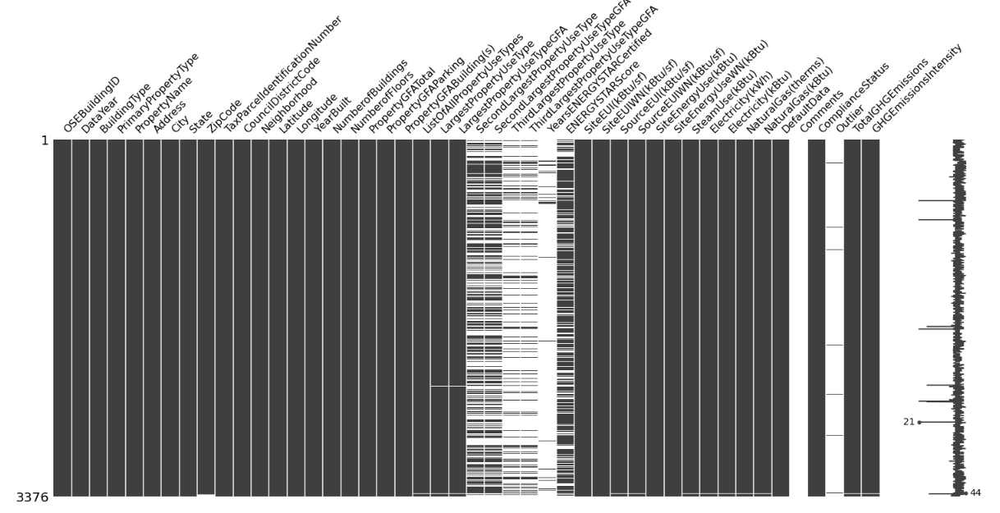 OSEBuildingID
DataYear
BuildingType
PrimaryPropertyType
PropertyName
Address
City
State
ZipCode
TaxParcelIdentificationNumber
CouncilDistrictCode
Neighborhood
Latitude
Longitude
YearBuilt
NumberofBuildings
NumberofFloors
PropertyGFATotal
PropertyGFAParking
PropertyGFABuilding(s)
ListOfAllPropertyUseTypes
LargestPropertyUseType
LargestPropertyUseTypeGFA
SecondLargestPropertyUseType
SecondLargestPropertyUseTypeGFA
ThirdLargestPropertyUseType
ThirdLargestPropertyUseTypeGFA
YearsENERGYSTARCertified
ENERGYSTARScore
SiteEUI(kBtu/sf)
SiteEUIWN(kBtu/sf)
SourceEUI(kBtu/sf)
SourceEUIWN(kBtu/sf)
SiteEnergyUse(kBtu)
SiteEnergyUseWN(kBtu)
SteamUse(kBtu)
Electricity(kWh)
Electricity(kBtu)
NaturalGas(therms)
NaturalGas(kBtu)
DefaultData
Comments
ComplianceStatus
Outlier
TotalGHGEmissions
GHGEmissionsIntensity
1
21
3376
44